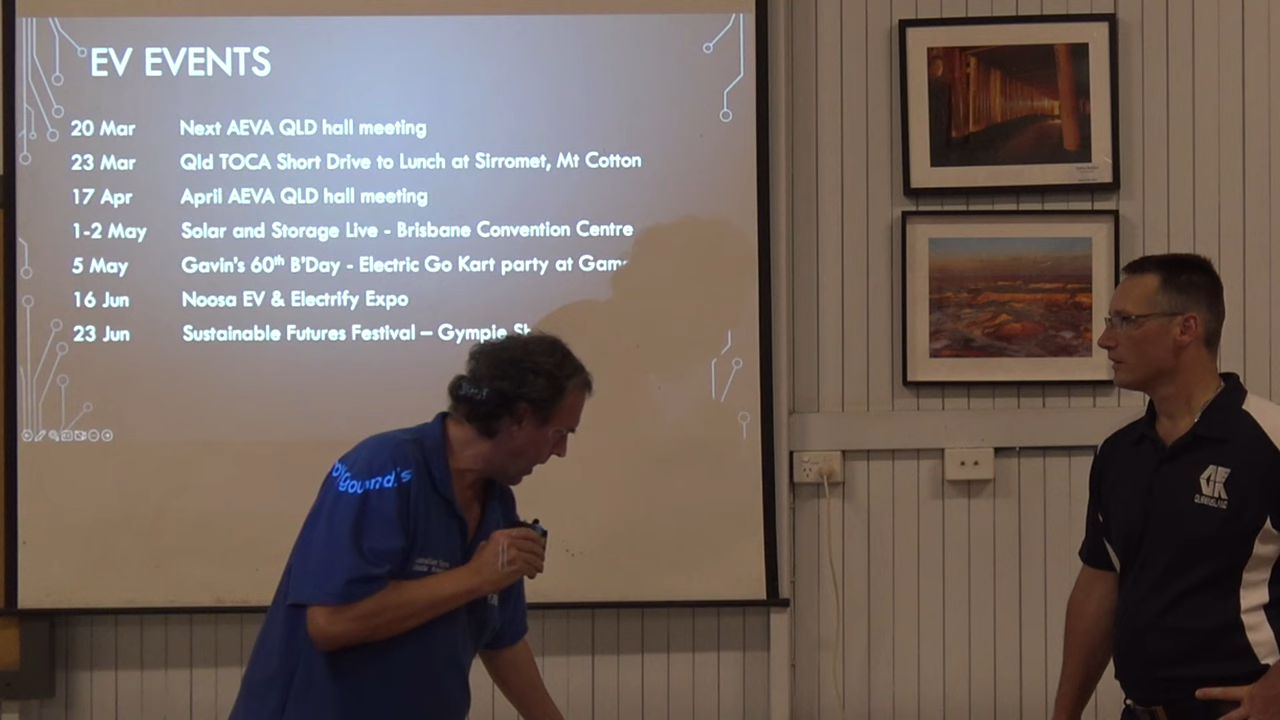 EV EVENTS
20 Mar Next AEVA QLD hall meeting
23 Mar Qld TOCA Short Drive to Lunch at Sirromet, Mt Cotton
17 Apr April AEVA QLD hall meeting
1-2 May Solar and Storage Live - Brisbane Convention Centre
5 May Gavin's 60th B'Day - Electric Go Kart party at
16 Jun Noosa EV & Electrify Expo
23 Jun Sustainable Futures Festival – Gympie
QUEENSLAND